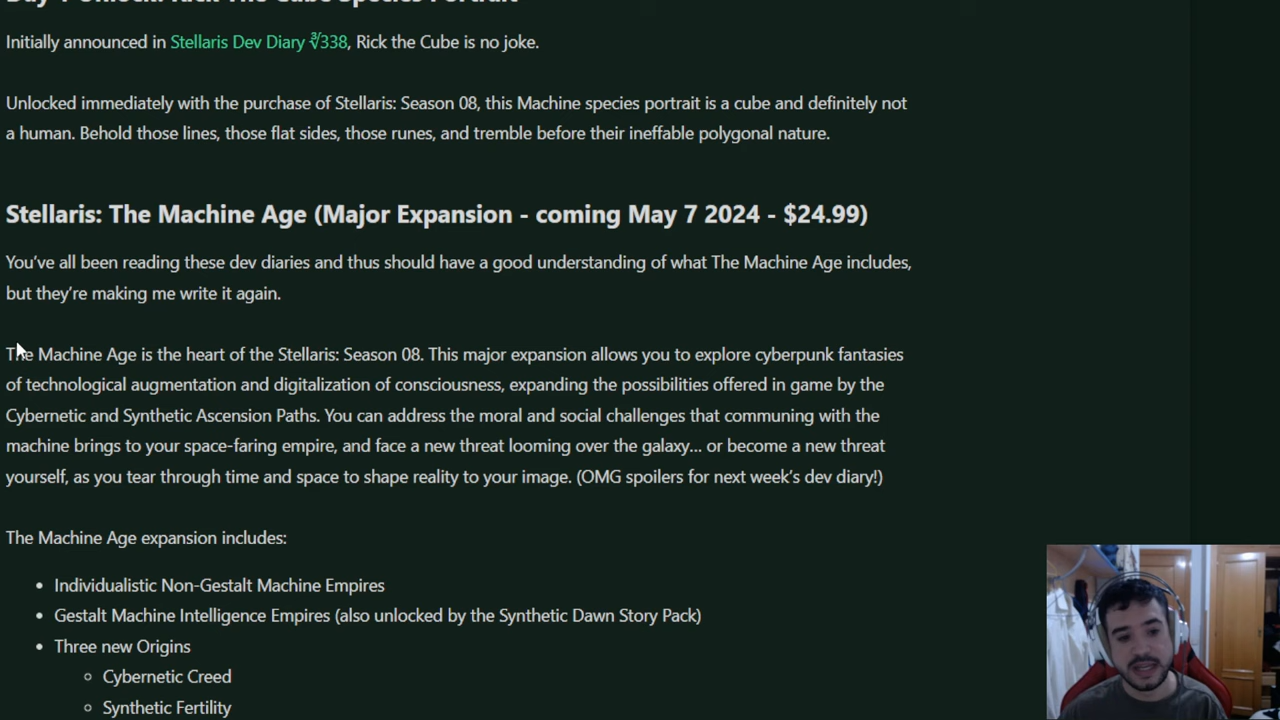 Initially announced in Stellaris Dev Diary ∛338, Rick the Cube is no joke.
Unlocked immediately with the purchase of Stellaris: Season 08, this Machine species portrait is a cube and definitely not
a human. Behold those lines, those flat sides, those runes, and tremble before their ineffable polygonal nature.
Stellaris: The Machine Age (Major Expansion - coming May 7 2024 - $24.99)
You’ve all been reading these dev diaries and thus should have a good understanding of what The Machine Age includes,
but they’re making me write it again.
The Machine Age is the heart of the Stellaris: Season 08. This major expansion allows you to explore cyberpunk fantasies
of technological augmentation and digitalization of consciousness, expanding the possibilities offered in game by the
Cybernetic and Synthetic Ascension Paths. You can address the moral and social challenges that communing with the
machine brings to your space-faring empire, and face a new threat looming over the galaxy... or become a new threat
yourself, as you tear through time and space to shape reality to your image. (OMG spoilers for next week’s dev diary!)
The Machine Age expansion includes:
• Individualistic Non-Gestalt Machine Empires
• Gestalt Machine Intelligence Empires (also unlocked by the Synthetic Dawn Story Pack)
• Three new Origins
◦ Cybernetic Creed
◦ Synthetic Fertility